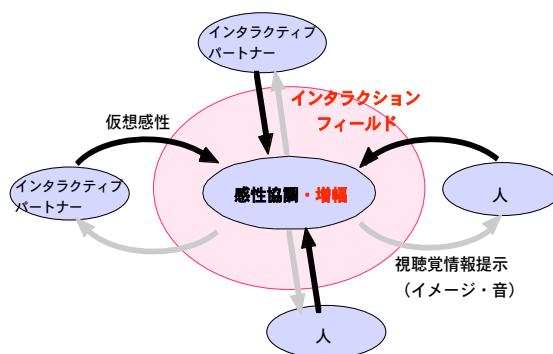 インタラクティブ
パートナー
インタラクション
フィールド
仮想感性
インタラクティブ
パートナー
感性協調・増幅
人
視聴覚情報提示
（イメージ・音）
人